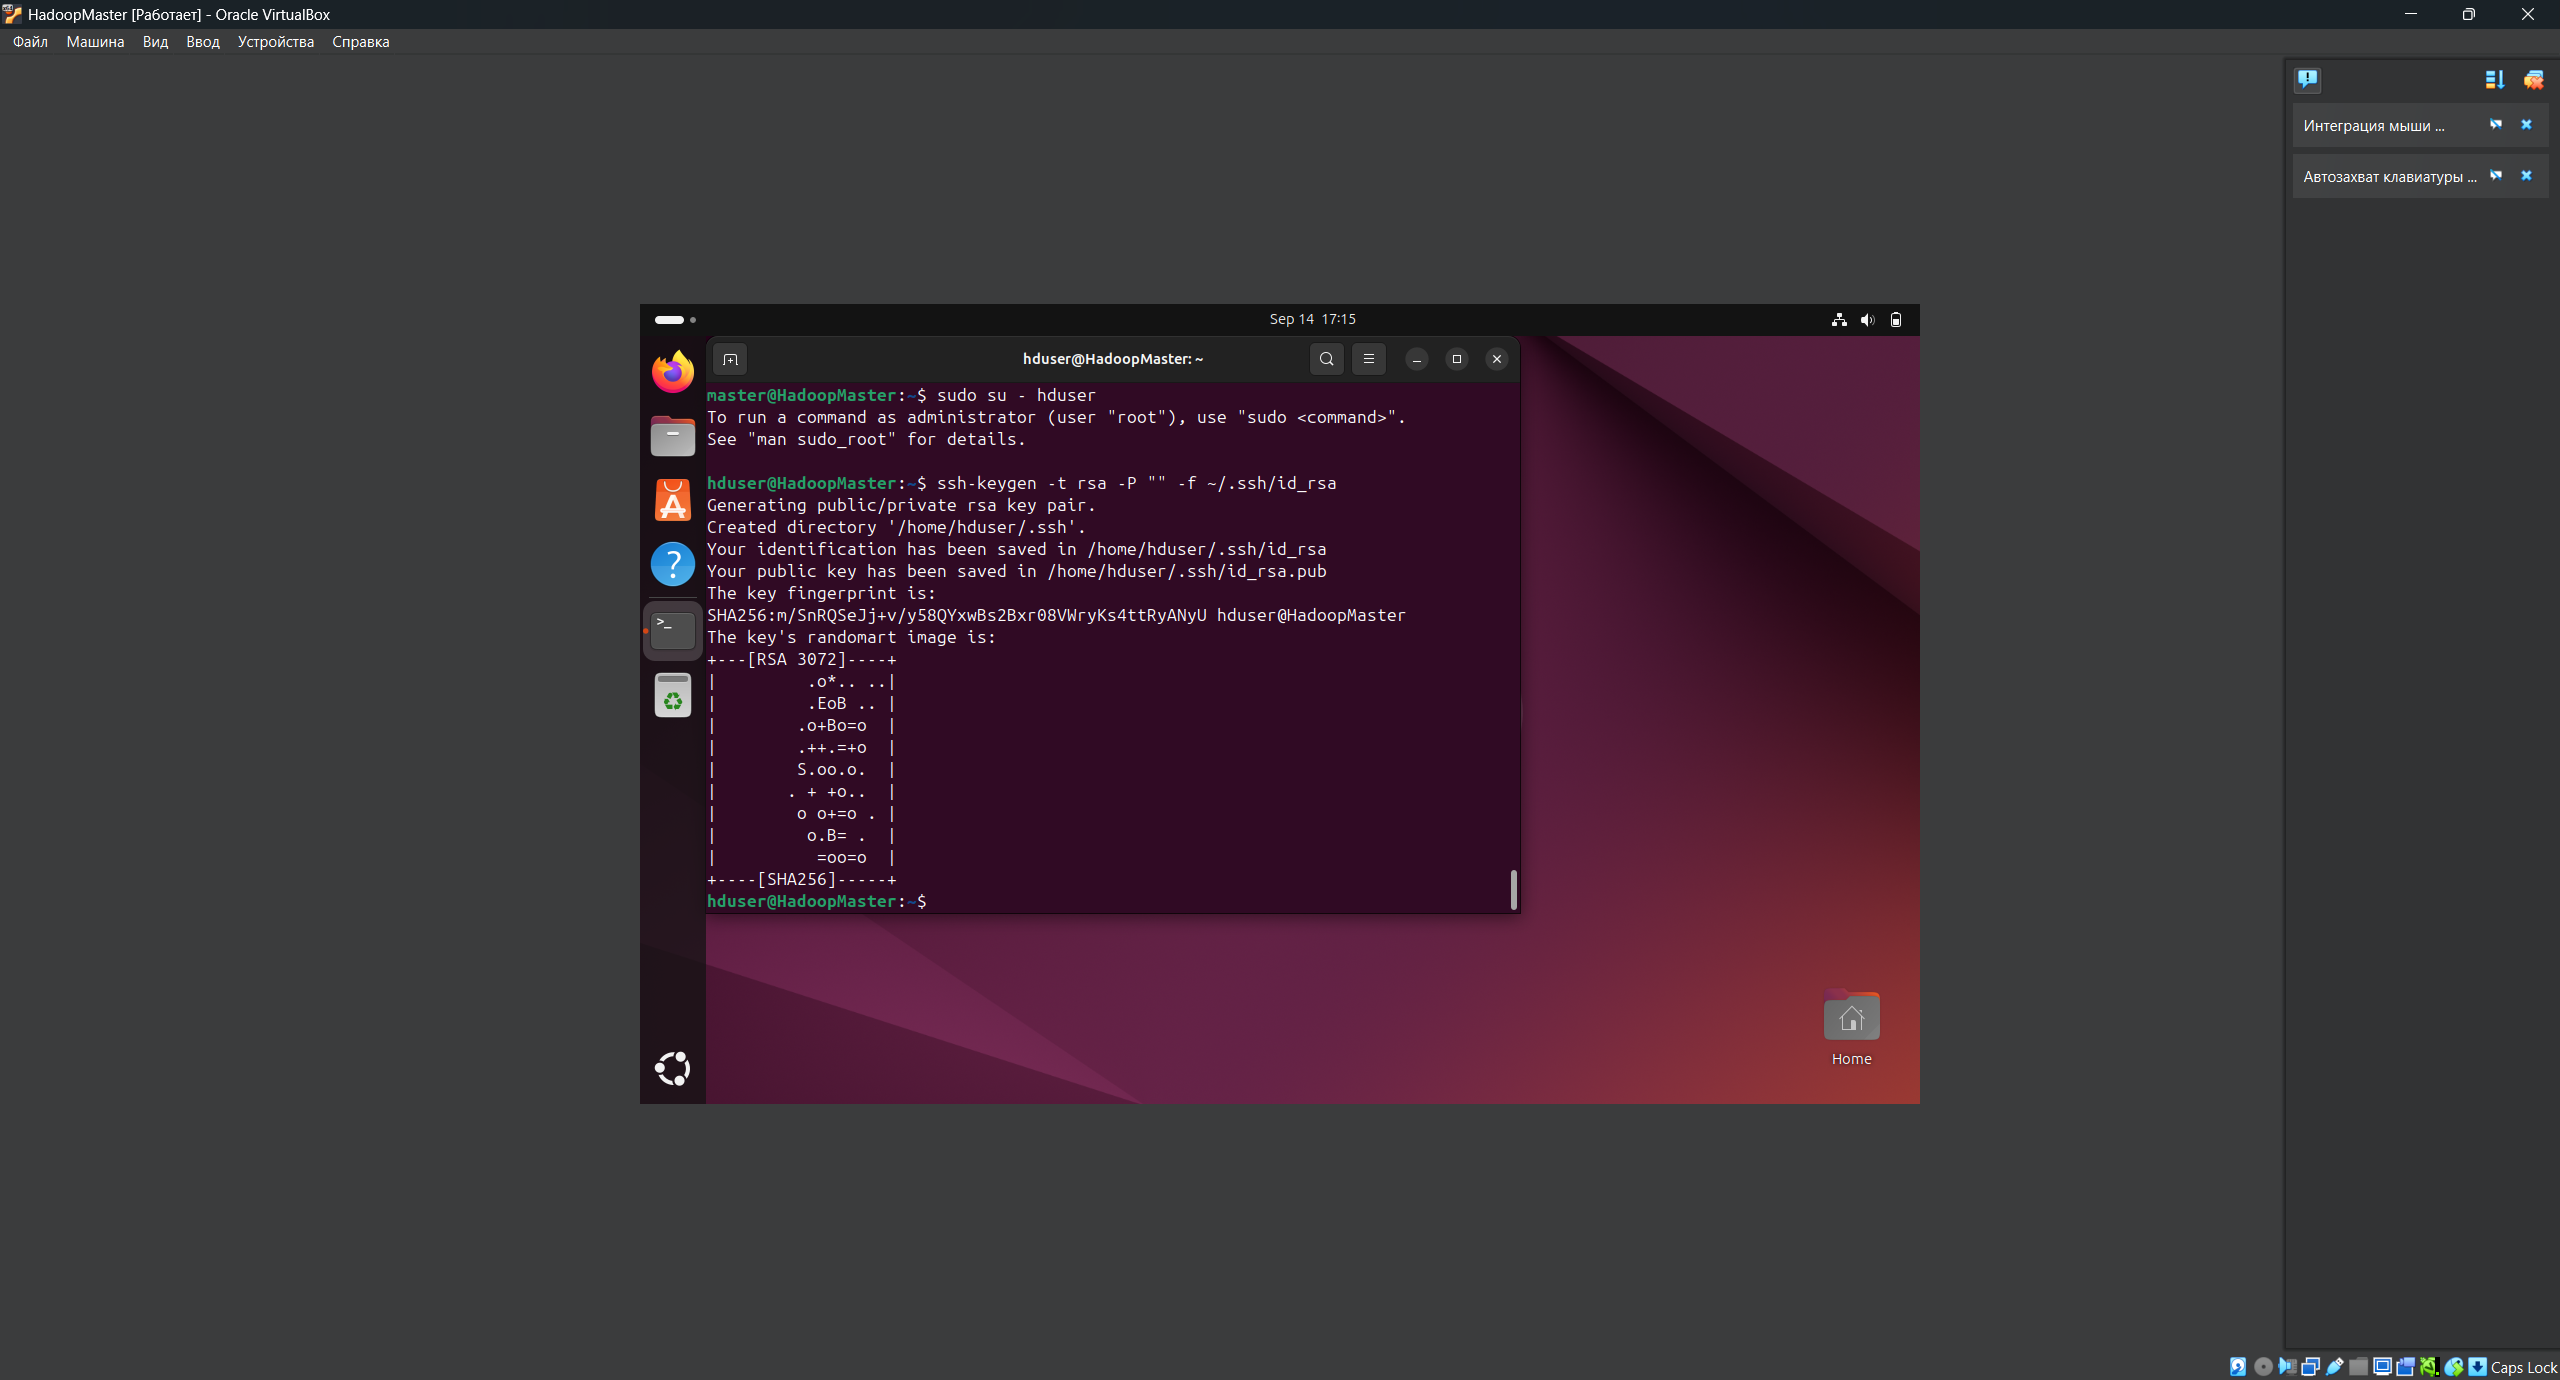 HadoopMaster [Работает] - Oracle VirtualBox
Файл Машина Вид Ввод Устройства Справка
Интеграция мыши ...
Автозахват клавиатуры ...
Sep 14 17:15
hduser@HadoopMaster: ~
master@HadoopMaster:~$ sudo su - hduser
To run a command as administrator (user "root"), use "sudo <command>".
See "man sudo_root" for details.
hduser@HadoopMaster:~$ ssh-keygen -t rsa -P "" -f ~/.ssh/id_rsa
Generating public/private rsa key pair.
Created directory '/home/hduser/.ssh'.
Your identification has been saved in /home/hduser/.ssh/id_rsa
Your public key has been saved in /home/hduser/.ssh/id_rsa.pub
The key fingerprint is:
SHA256:m/SnRQSeJj+v/y58QYxwBs2Bxr08VWryKs4ttRyANyU hduser@HadoopMaster
The key's randomart image is:
+---[RSA 3072]----+
|         .o*.. ..|
|         .EoB .. |
|        .o+Bo=o  |
|        .++.=+o  |
|        S.oo.o.  |
|       . + +o..  |
|        o o+=o . |
|         o.B= .  |
|          =oo=o  |
+----[SHA256]-----+
hduser@HadoopMaster:~$
Home
Caps Lock